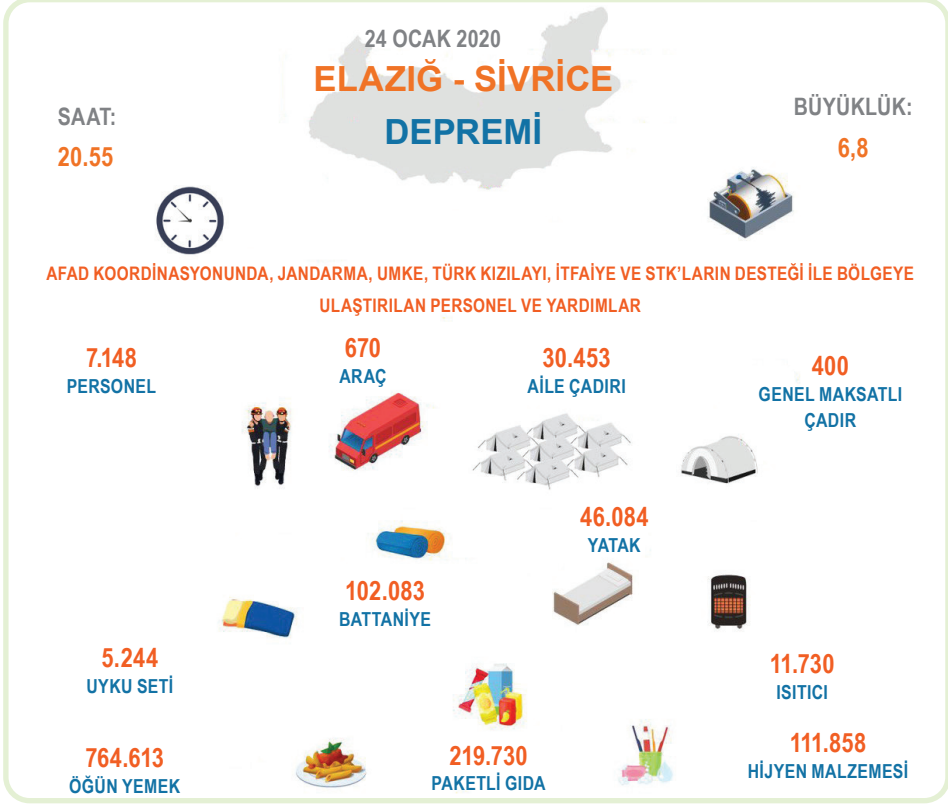 24 OCAK 2020
ELAZIĞ - SİVRİCE
DEPREMİ
SAAT:
20.55
BÜYÜKLÜK:
6,8
AFAD KOORDİNASYONUNDA, JANDARMA, UMKE, TÜRK KIZILAYI, İTFAİYE VE STK'LARIN DESTEĞİ İLE BÖLGEYE
ULAŞTIRILAN PERSONEL VE YARDIMLAR
7.148
PERSONEL
670
ARAÇ
30.453
AİLE ÇADIRI
400
GENEL MAKSATLI
ÇADIR
46.084
YATAK
102.083
BATTANİYE
5.244
UYKU SETİ
11.730
ISITICI
764.613
ÖĞÜN YEMEK
219.730
PAKETLİ GIDA
111.858
HİJYEN MALZEMESİ